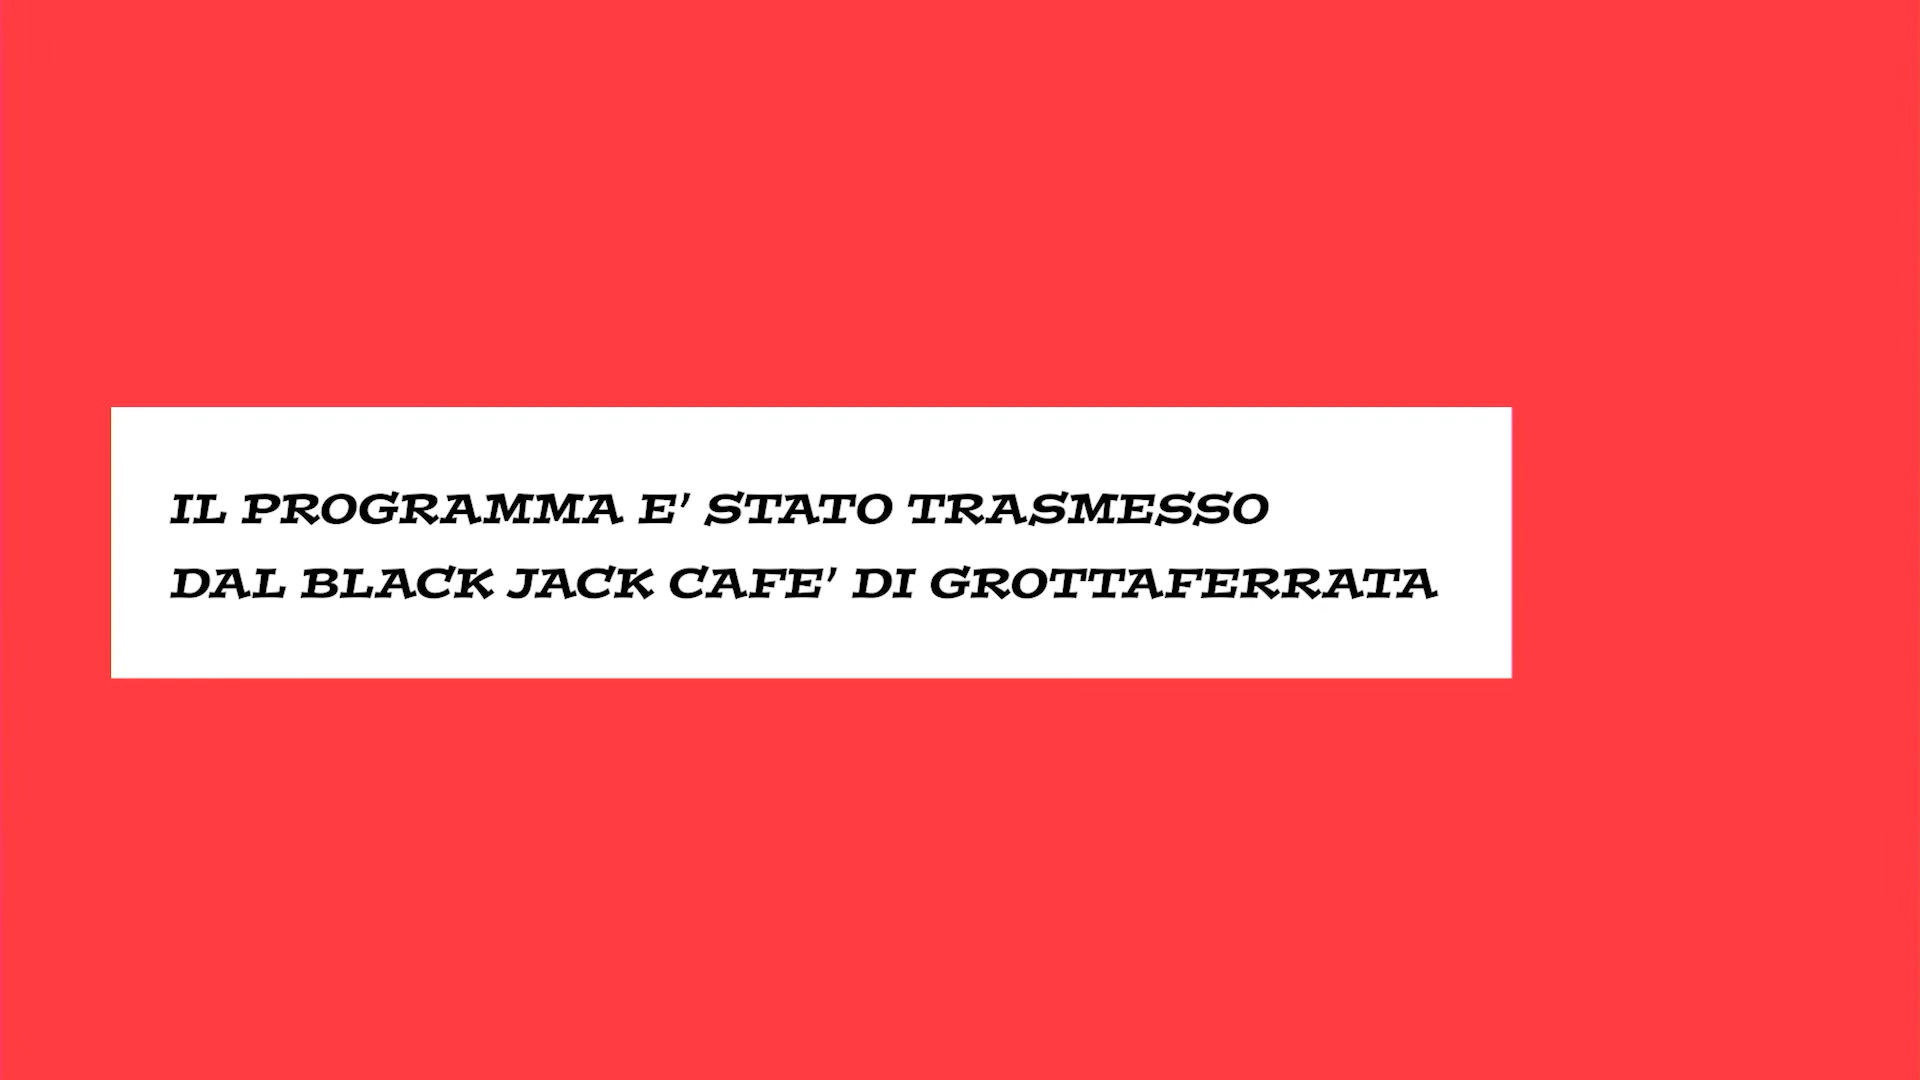 IL PROGRAMMA E' STATO TRASMESSO
DAL BLACK JACK CAFE' DI GROTTAFERRATA